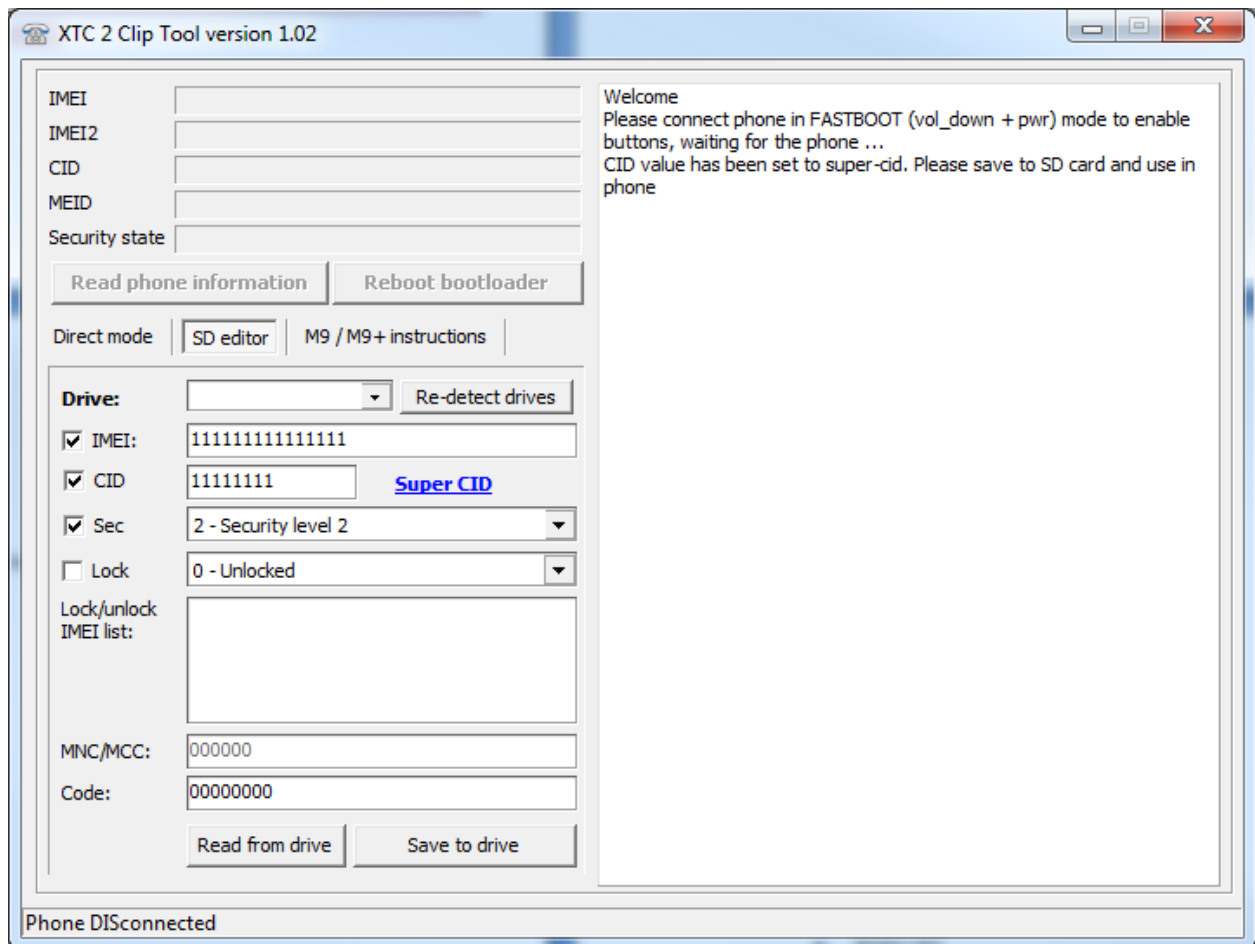 XTC 2 Clip Tool version 1.02
IMEI
IMEI2
CID
MEID
Security state
Read phone information
Reboot bootloader
Direct mode
SD editor
M9 / M9+ instructions
Drive:
Re-detect drives
IMEI:
111111111111111
CID
11111111
Super CID
Sec
2 - Security level 2
Lock
0 - Unlocked
Lock/unlock
IMEI list:
MNC/MCC:
000000
Code:
00000000
Read from drive
Save to drive
Welcome
Please connect phone in FASTBOOT (vol_down + pwr) mode to enable
buttons, waiting for the phone ...
CID value has been set to super-cid. Please save to SD card and use in
phone
Phone DISconnected